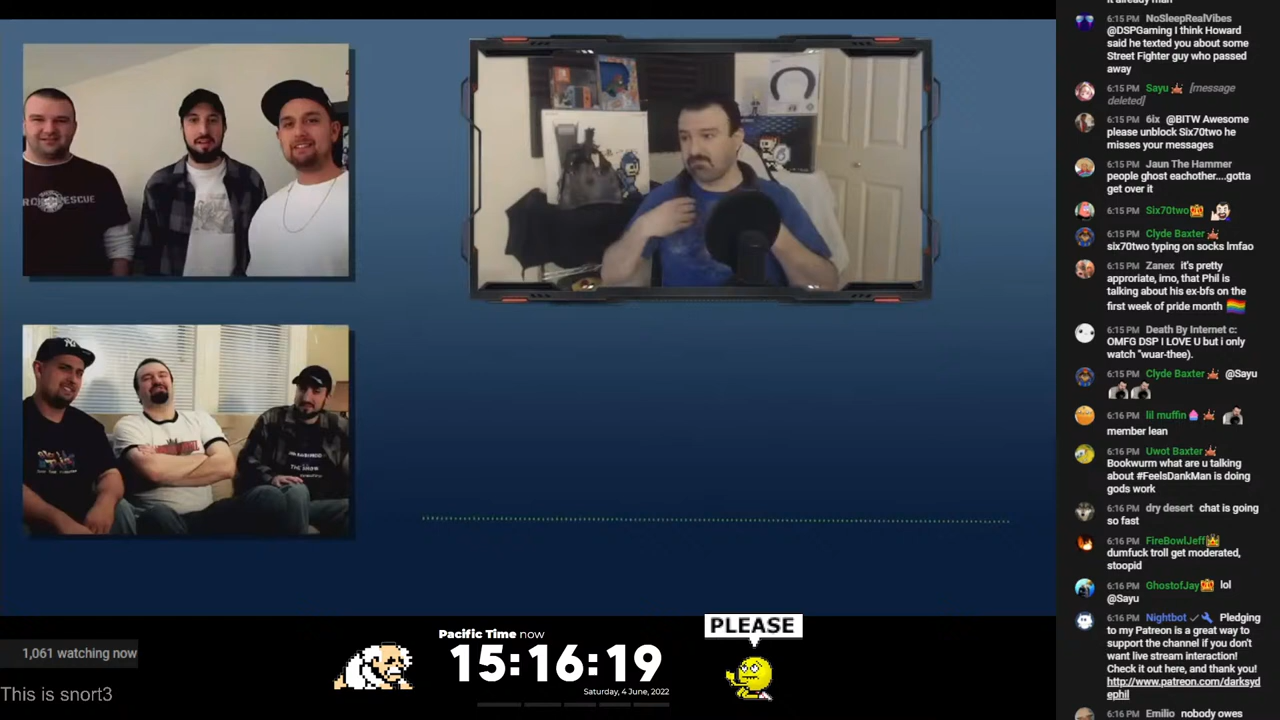 it already man
6:15 PM NoSleepRealVibes
@DSPGaming I think Howard
said he texted you about some
Street Fighter guy who passed
away
6:15 PM Sayu [message
deleted]
6:15 PM 6ix @BITW Awesome
please unblock Six70two he
misses your messages
6:15 PM Jaun The Hammer
people ghost eachother....gotta
get over it
6:15 PM Six70two
6:15 PM Clyde Baxter
six70two typing on socks lmfao
6:15 PM Zanex it's pretty
approriate, imo, that Phil is
talking about his ex-bfs on the
first week of pride month
6:15 PM Death By Internet c:
OMFG DSP I LOVE U but i only
watch "wuar-thee).
6:15 PM Clyde Baxter @Sayu
6:16 PM lil muffin
member lean
6:16 PM Uwot Baxter
Bookwurm what are u talking
about #FeelsDankMan is doing
gods work
6:16 PM dry desert chat is going
so fast
6:16 PM FireBowlJeff
dumfuck troll get moderated,
stoopid
6:16 PM GhostofJay lol
@Sayu
6:16 PM Nightbot Pledging
to my Patreon is a great way to
support the channel if you don't
want live stream interaction!
Check it out here, and thank you!
http://www.patreon.com/darksyd
ephil
6:16 PM Emilio nobody owes
PLEASE
Pacific Time now
15:16:19
Saturday, 4 June, 2022
1,061 watching now
This is snort3